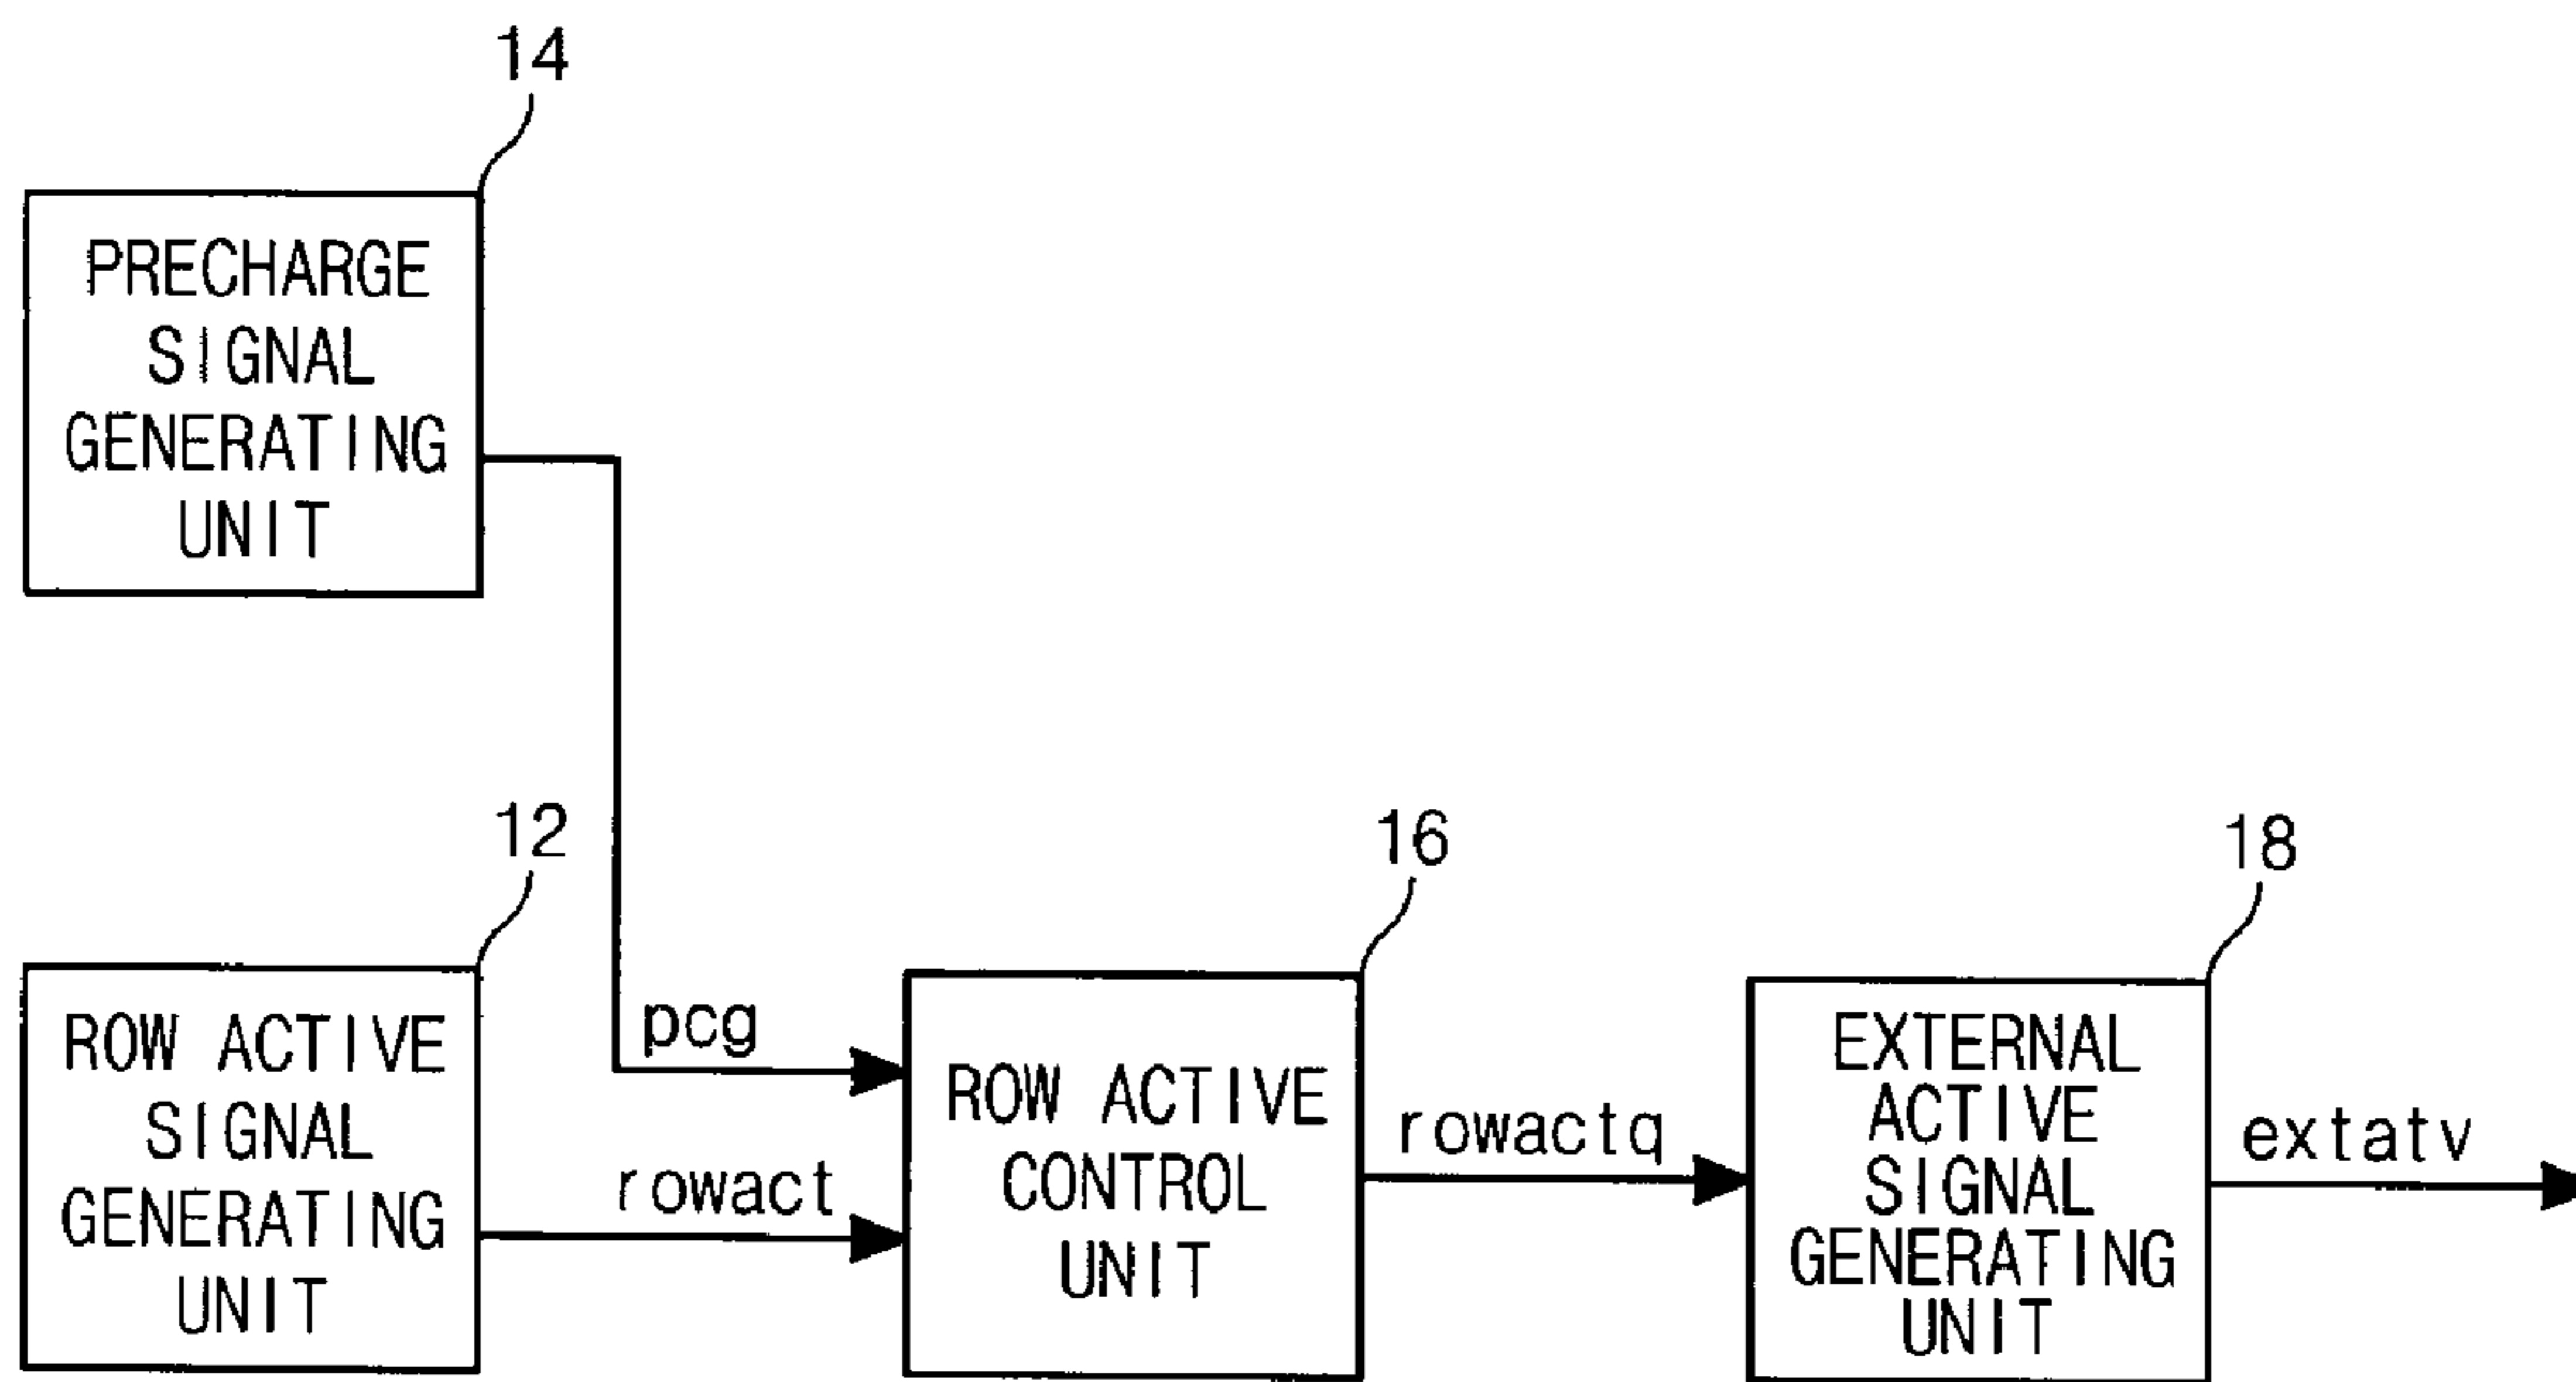 14
PRECHARGE
SIGNAL
GENERATING
UNIT
12
ROW ACTIVE
SIGNAL
GENERATING
UNIT
pcg
rowact
16
ROW ACTIVE
CONTROL
UNIT
rowactq
18
EXTERNAL
ACTIVE
SIGNAL
GENERATING
UNIT
extatv